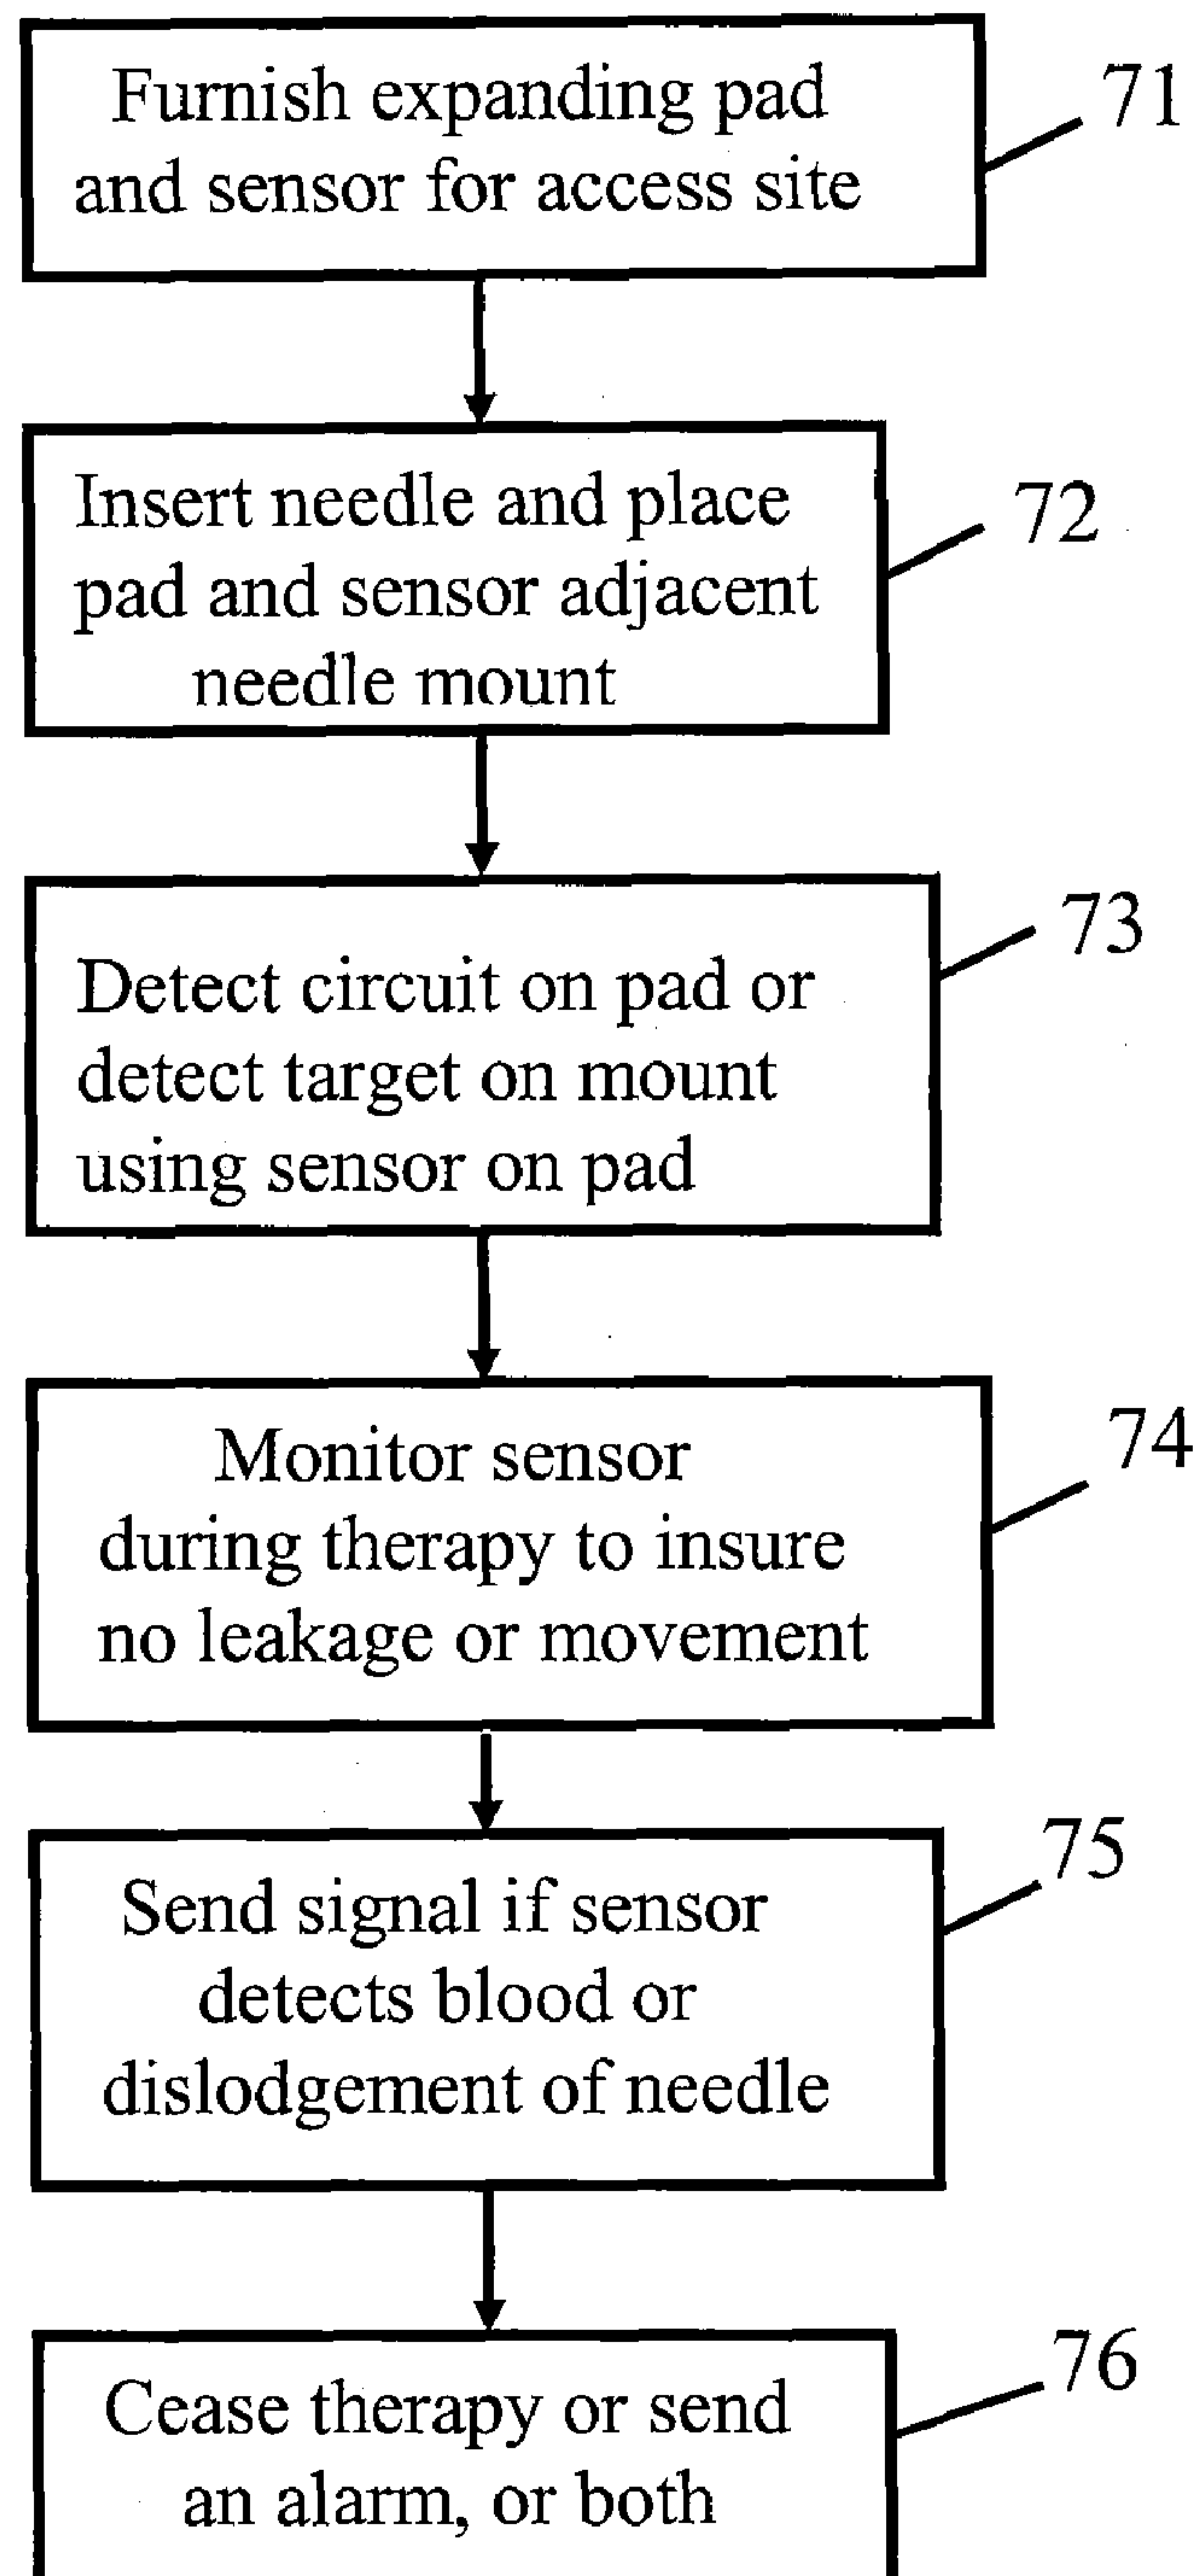 Furnish expanding pad
and sensor for access site
71
Insert needle and place
pad and sensor adjacent
needle mount
72
Detect circuit on pad or
detect target on mount
using sensor on pad
73
Monitor sensor
during therapy to insure
no leakage or movement
74
Send signal if sensor
detects blood or
dislodgement of needle
75
Cease therapy or send
an alarm, or both
76